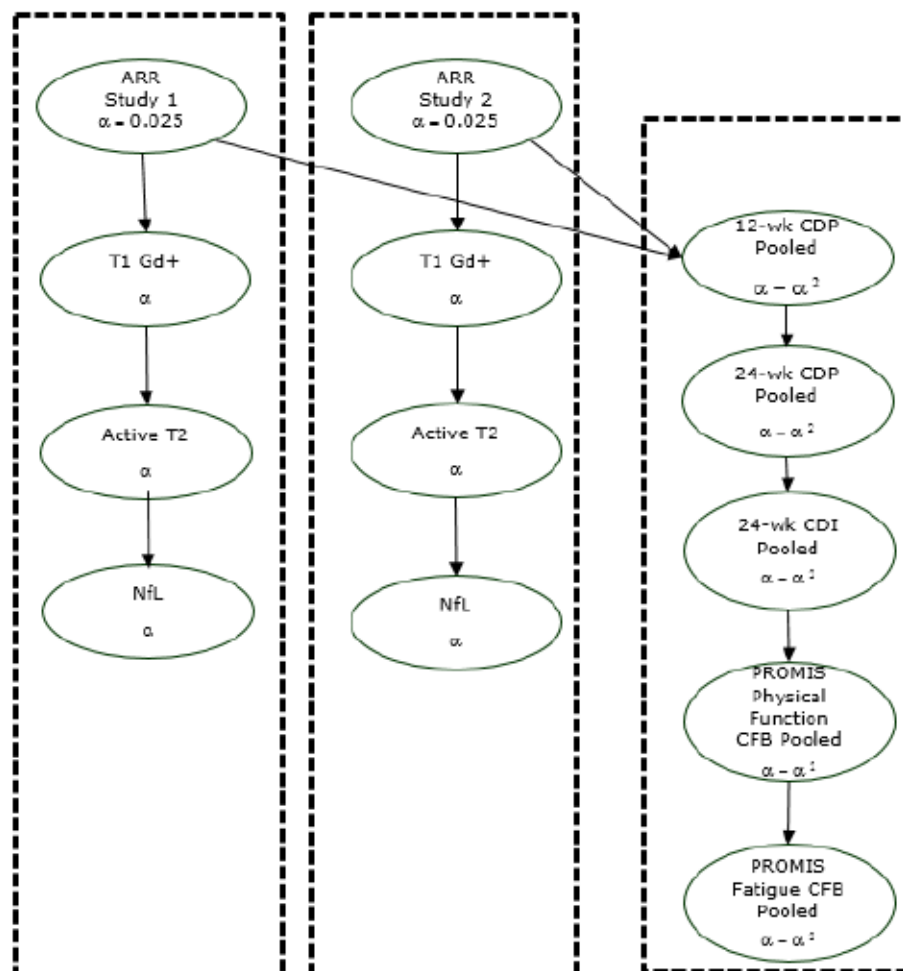 ARR
Study 1
α = 0.025
T1 Gd+
α
Active T2
α
NfL
α
ARR
Study 2
α = 0.025
T1 Gd+
α
Active T2
α
NfL
α
12-wk CDP
Pooled
α – α²
24-wk CDP
Pooled
α – α²
24-wk CDI
Pooled
α – α²
PROMIS
Physical
Function
CFB Pooled
α – α²
PROMIS
Fatigue CFB
Pooled
α – α²